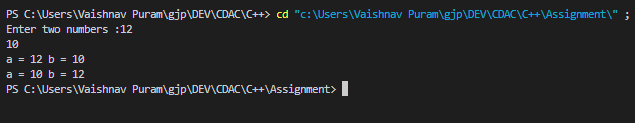 PS C:\Users\Vaishnav Puram\gjp\DEV\CDAC\C++> cd "c:\Users\Vaishnav Puram\gjp\DEV\CDAC\C++\Assignment\" ;
Enter two numbers :12
10
a = 12 b = 10
a = 10 b = 12
PS C:\Users\Vaishnav Puram\gjp\DEV\CDAC\C++\Assignment>